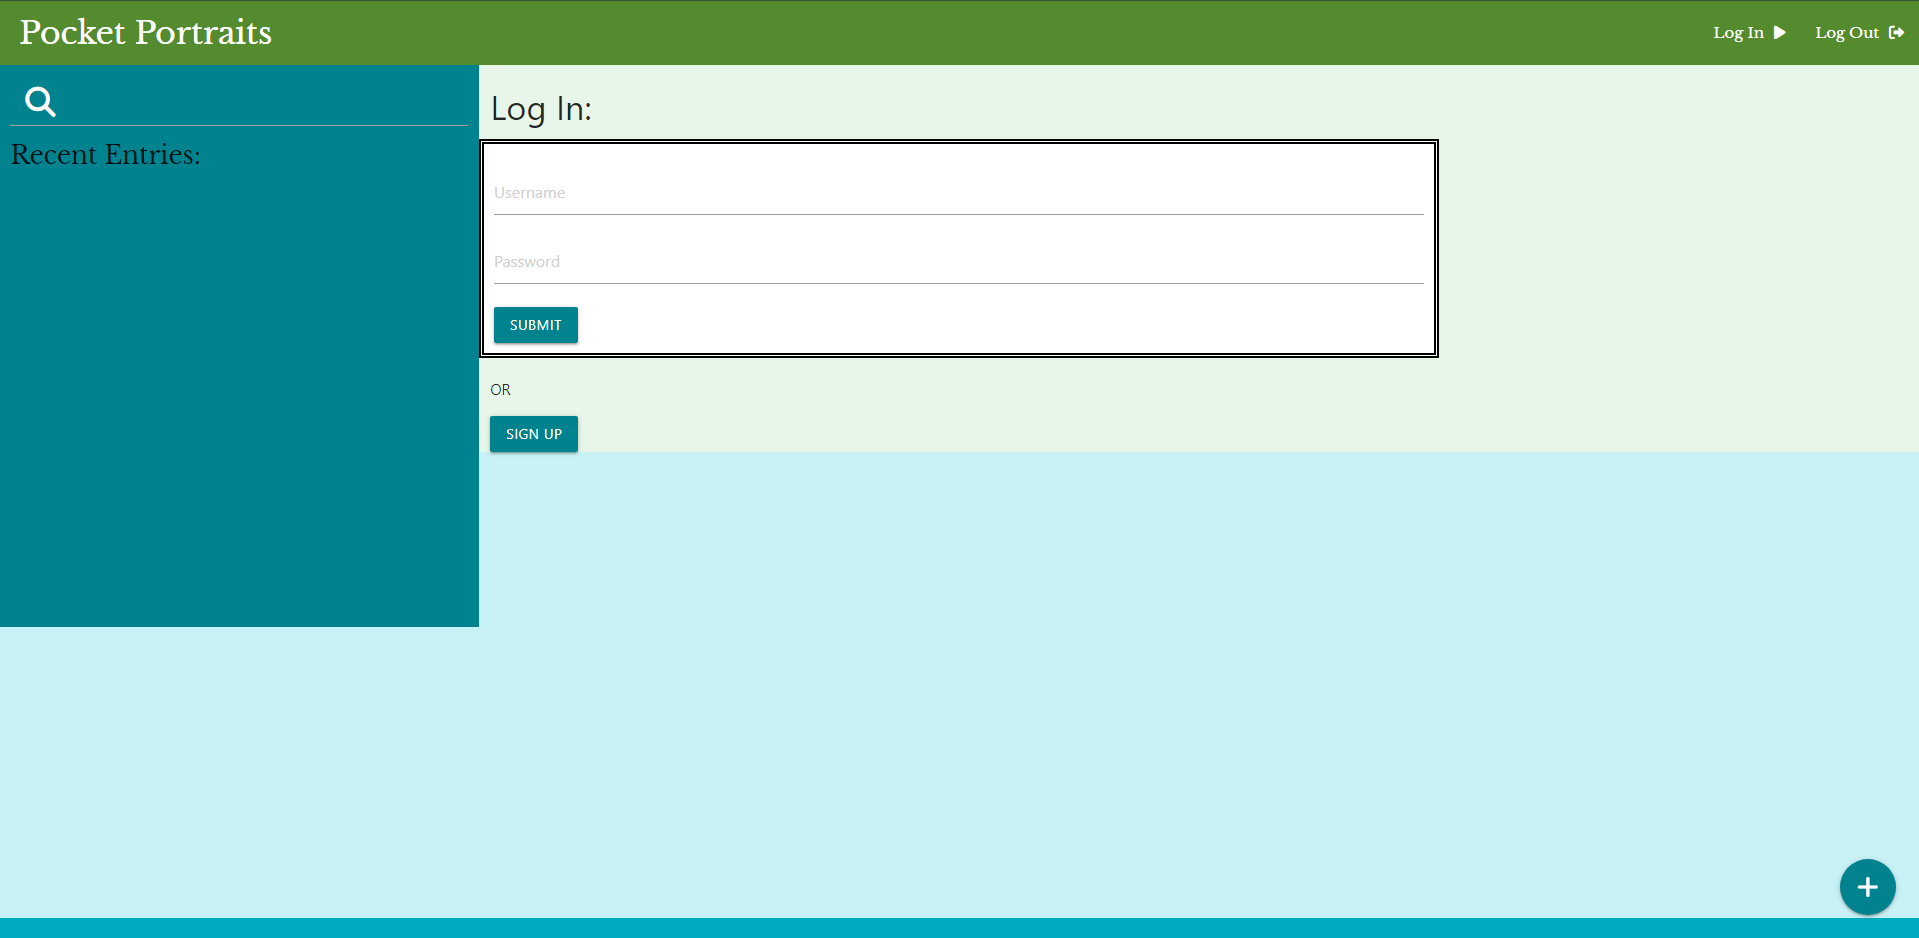 Pocket Portraits
Log In
Log Out
Recent Entries:
Log In:
Username
Password
SUBMIT
OR
SIGN UP